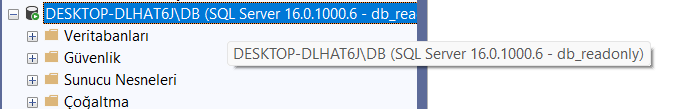 DESKTOP-DLHAT6J\DB (SQL Server 16.0.1000.6 - db_rea
Veritabanları
DESKTOP-DLHAT6J\DB (SQL Server 16.0.1000.6 - db_readonly)
Güvenlik
Sunucu Nesneleri
Çoğaltma